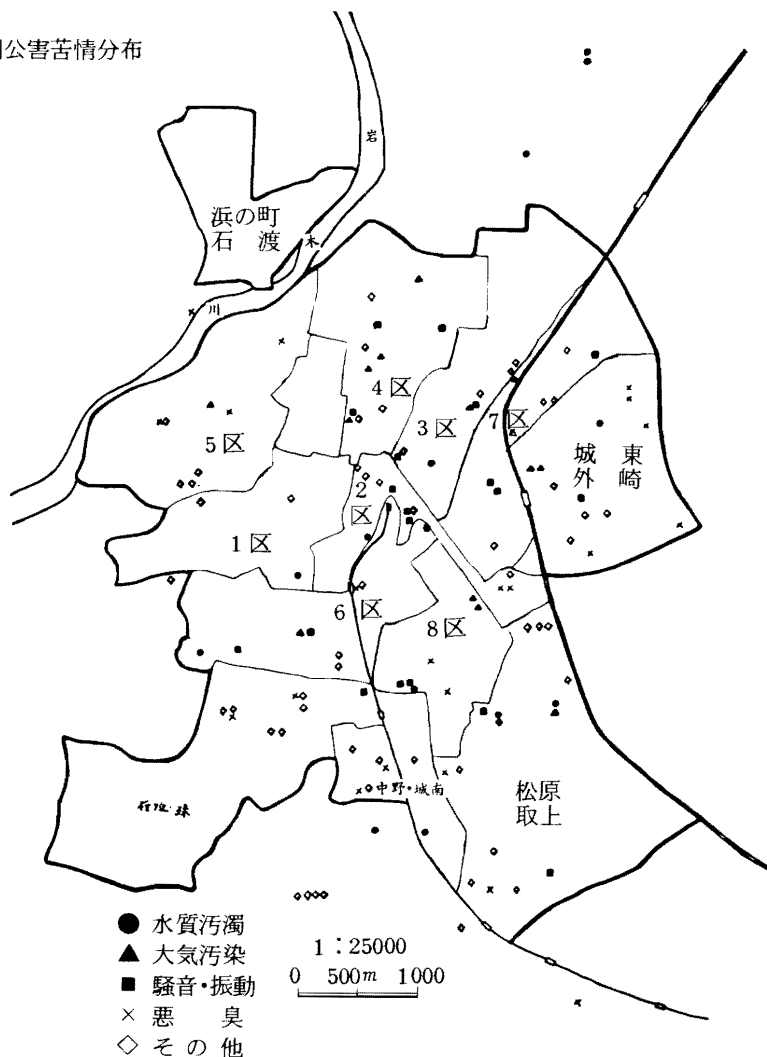 公害苦情分布
岩
木
川
浜の町
石渡
4区
3区
7区
5区
城外
東崎
2区
1区
6区
8区
中野・城南
松原
取上
● 水質汚濁
▲ 大気汚染
■ 騒音・振動
× 悪臭
◇ その他
1:25000
0 500m 1000